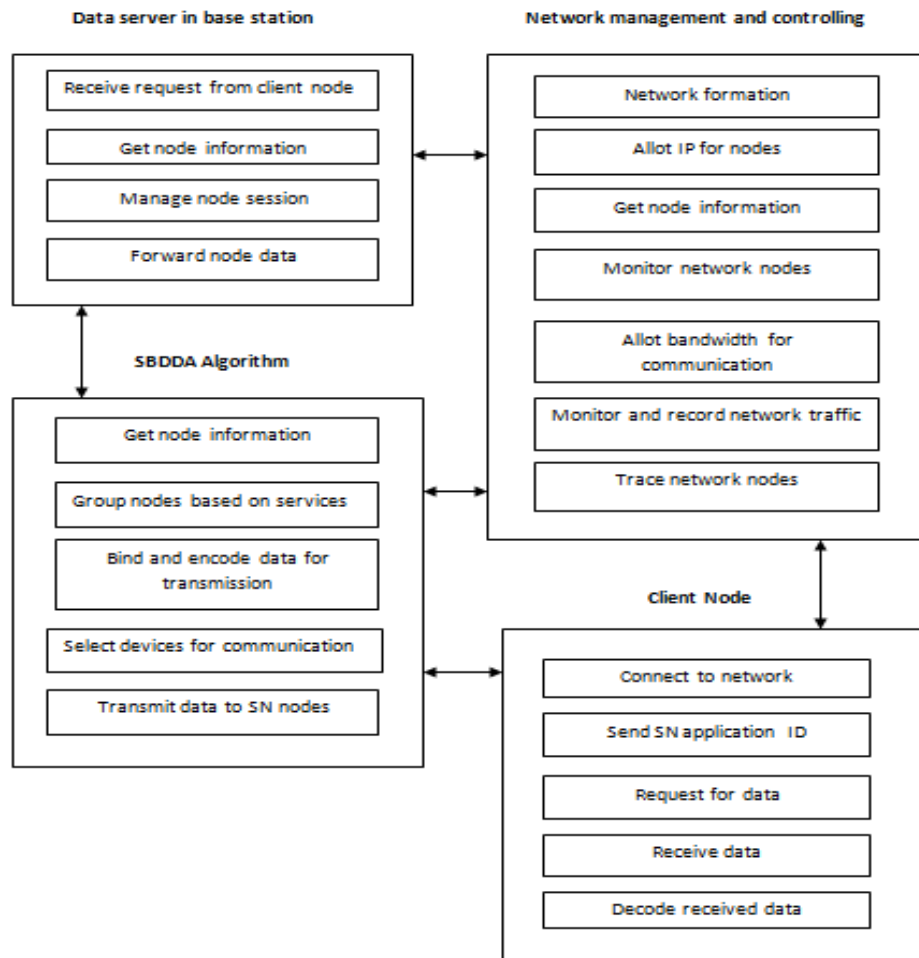 Data server in base station
Receive request from client node
Get node information
Manage node session
Forward node data
Network management and controlling
Network formation
Allot IP for nodes
Get node information
Monitor network nodes
Allot bandwidth for
communication
Monitor and record network traffic
Trace network nodes
SBDDA Algorithm
Get node information
Group nodes based on services
Bind and encode data for
transmission
Select devices for communication
Transmit data to SN nodes
Client Node
Connect to network
Send SN application ID
Request for data
Receive data
Decode received data